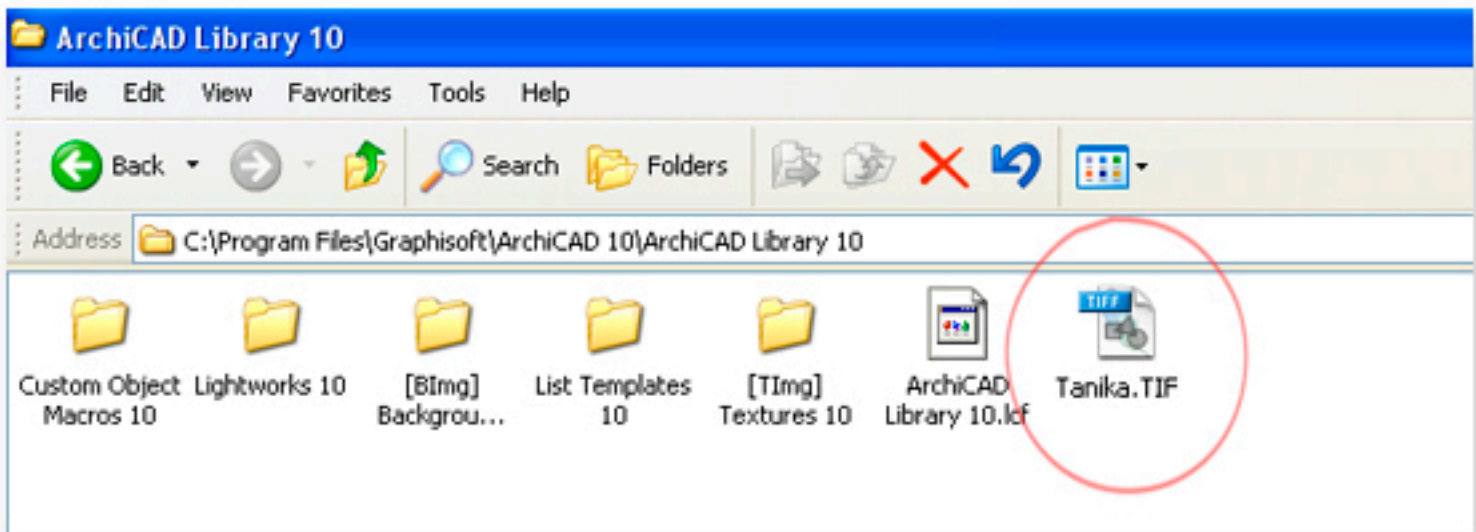 ArchiCAD Library 10
File Edit View Favorites Tools Help
Back Search Folders
Address C:\Program Files\Graphisoft\ArchiCAD 10\ArchiCAD Library 10
TIFF
Custom Object Lightworks 10 [BImg] List Templates [TImg] ArchiCAD Tanika.TIF
Macros 10 Backgrou... 10 Textures 10 Library 10.lcf